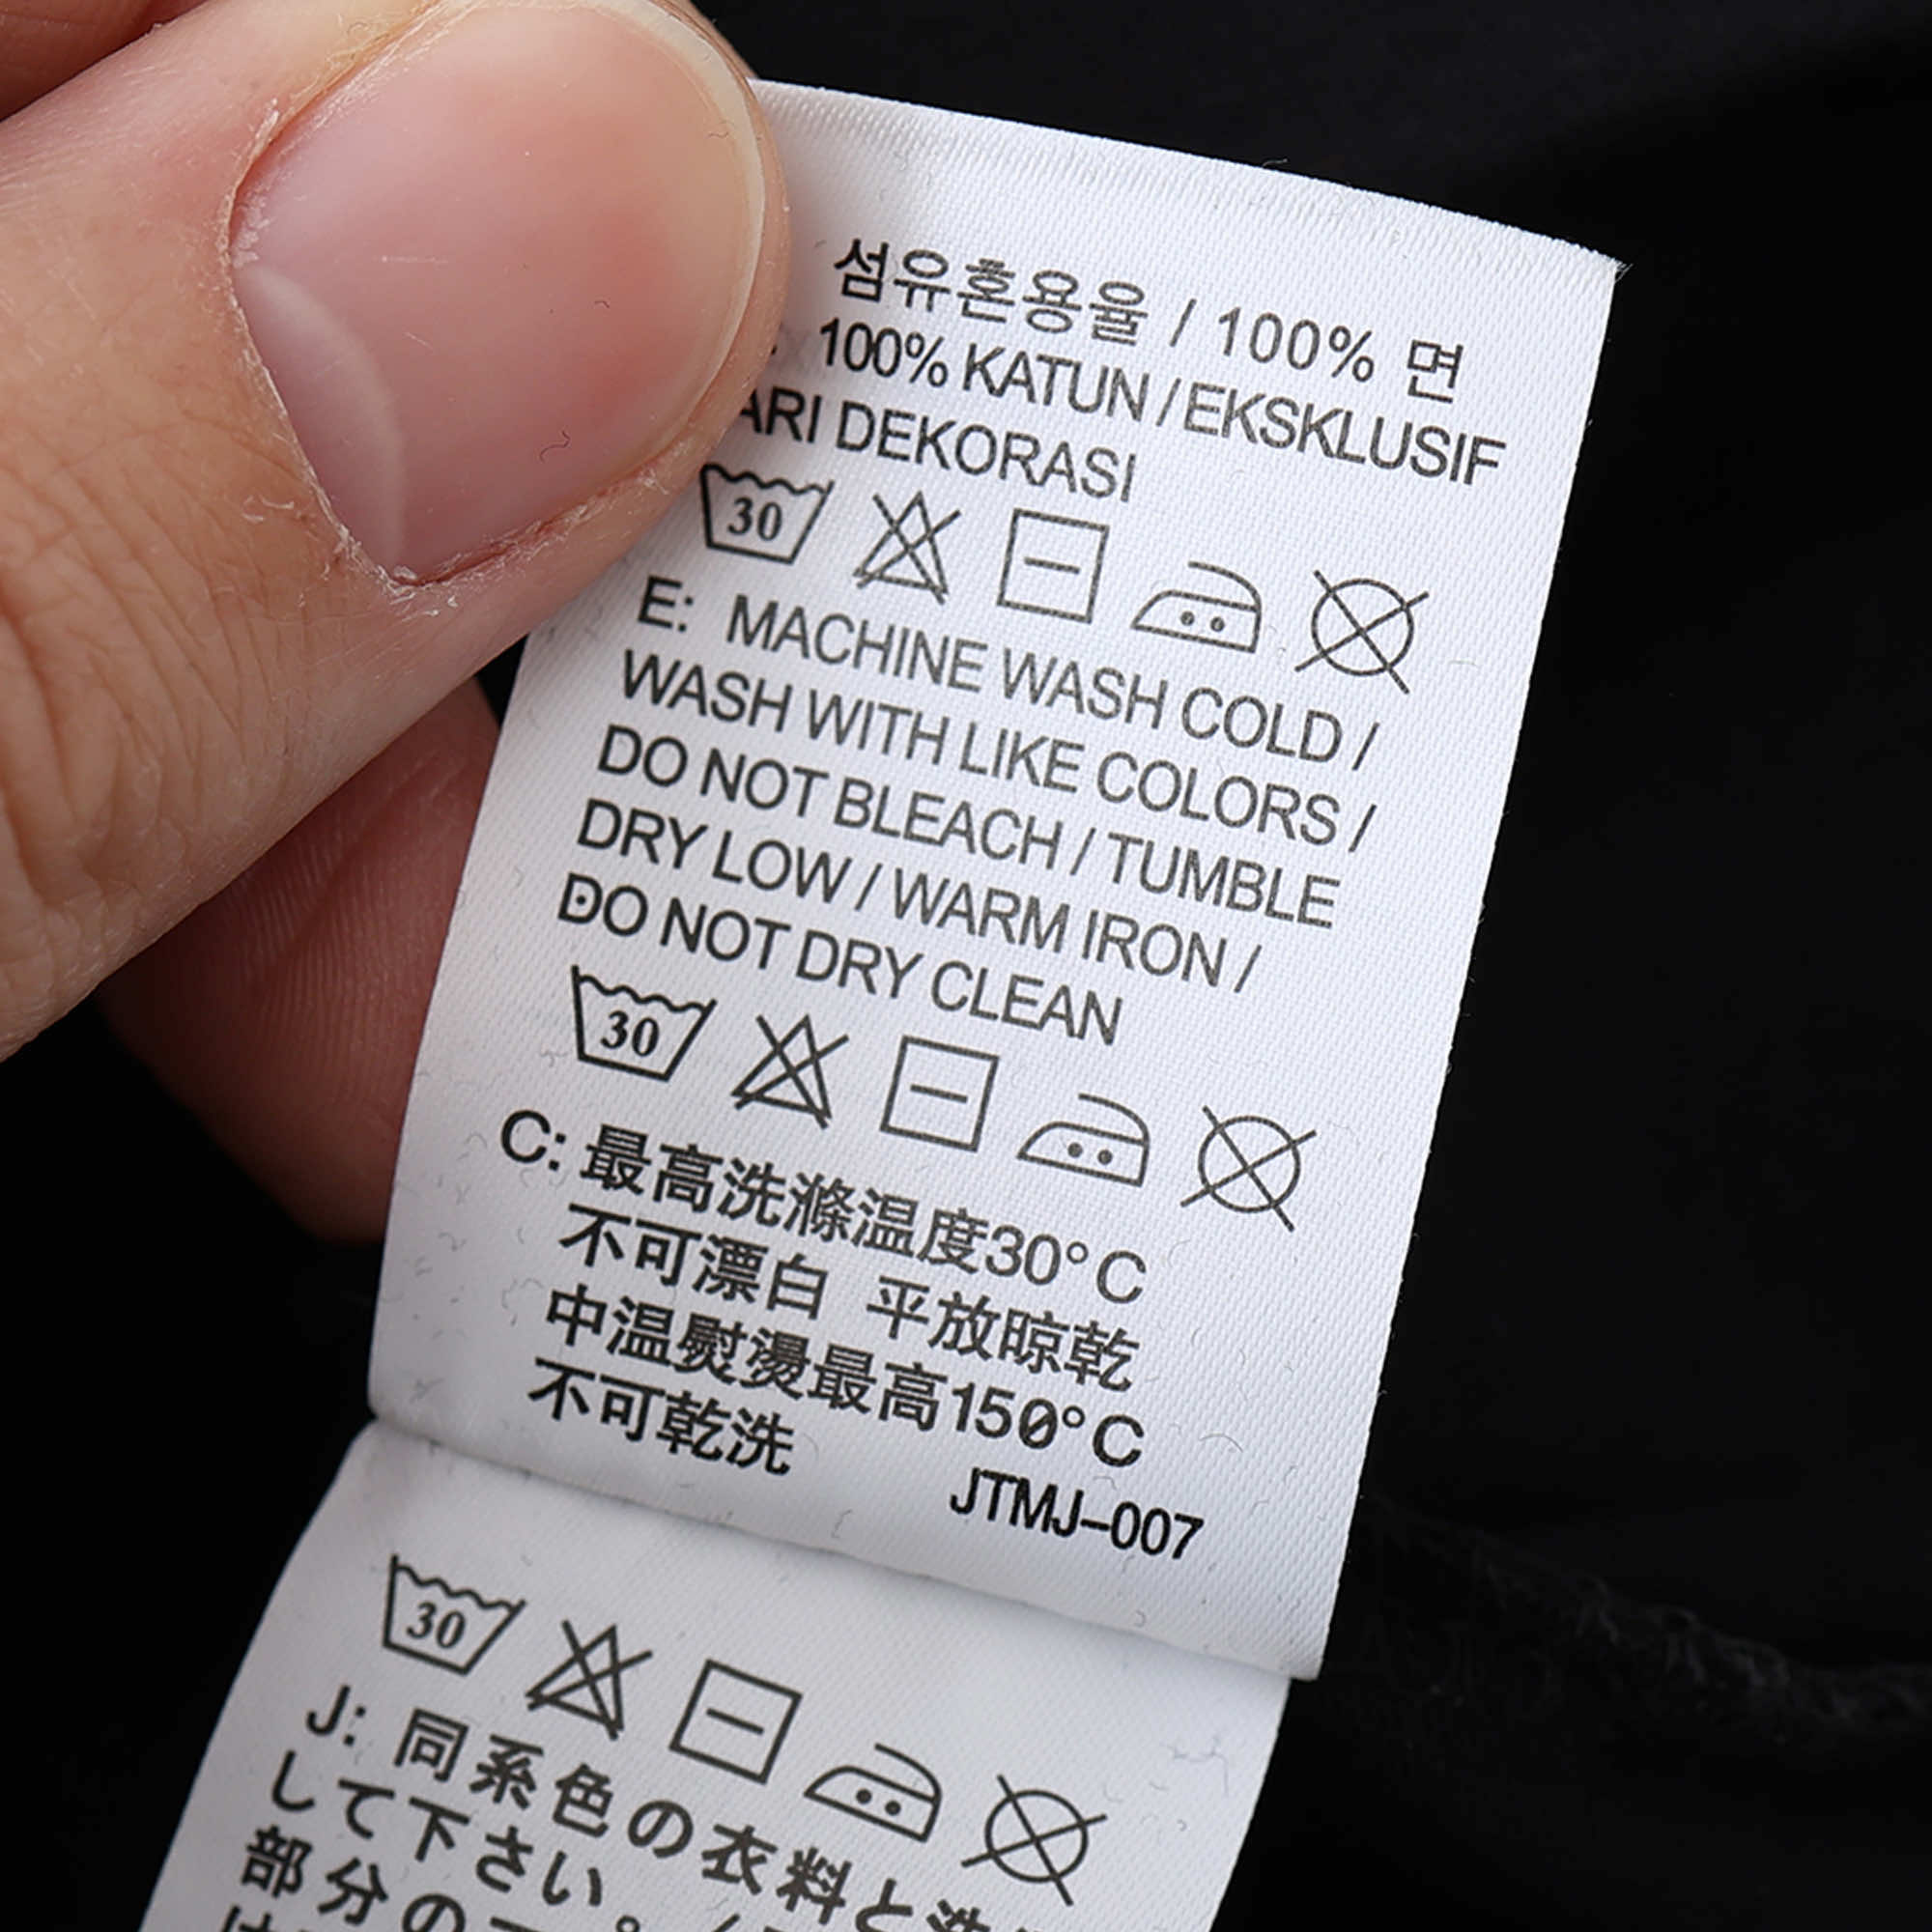 섬유혼용율 / 100% 면
100% KATUN / EKSKLUSIF
DEKORASI
30
E: MACHINE WASH COLD /
WASH WITH LIKE COLORS /
DO NOT BLEACH / TUMBLE
DRY LOW / WARM IRON /
DO NOT DRY CLEAN
30
C: 最高洗滌温度30°C
不可漂白 平放晾乾
中温熨燙最高150°C
不可乾洗
JTMJ-007
30
J: 同系色の衣料と洗
して下さい。
部分の